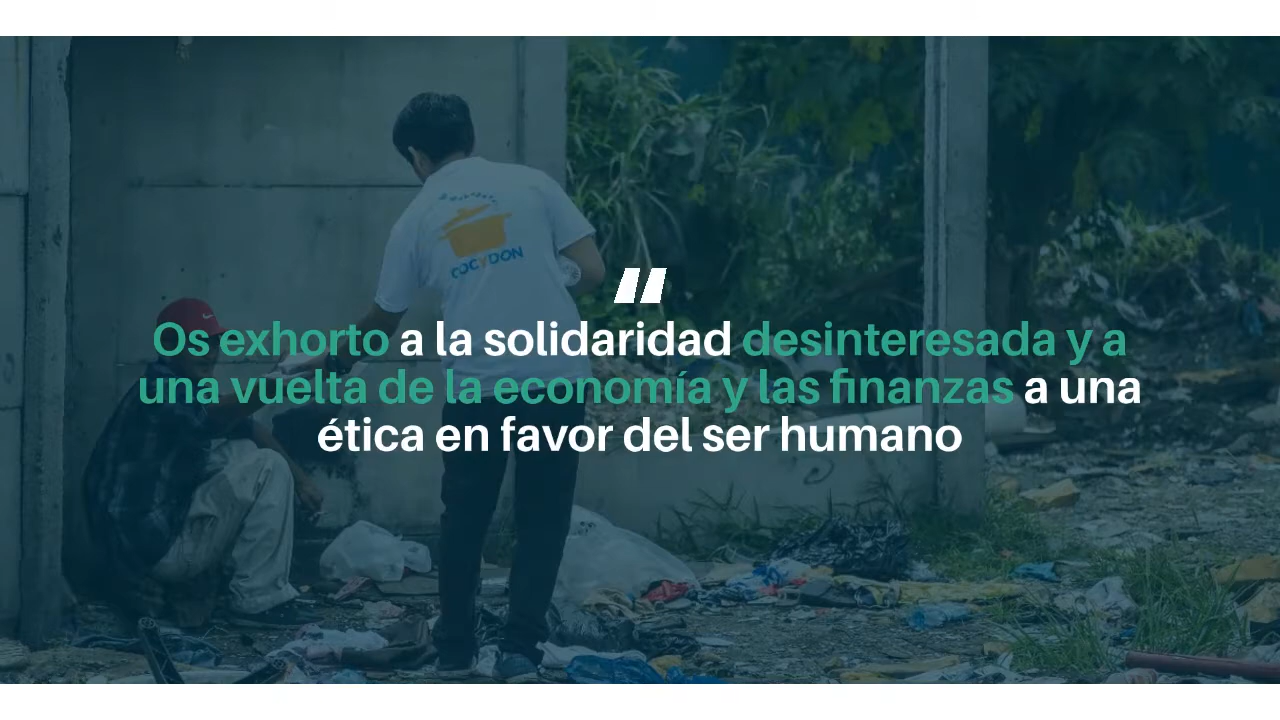 COCYDON
"
Os exhorto a la solidaridad desinteresada y a
una vuelta de la economía y las finanzas a una
ética en favor del ser humano